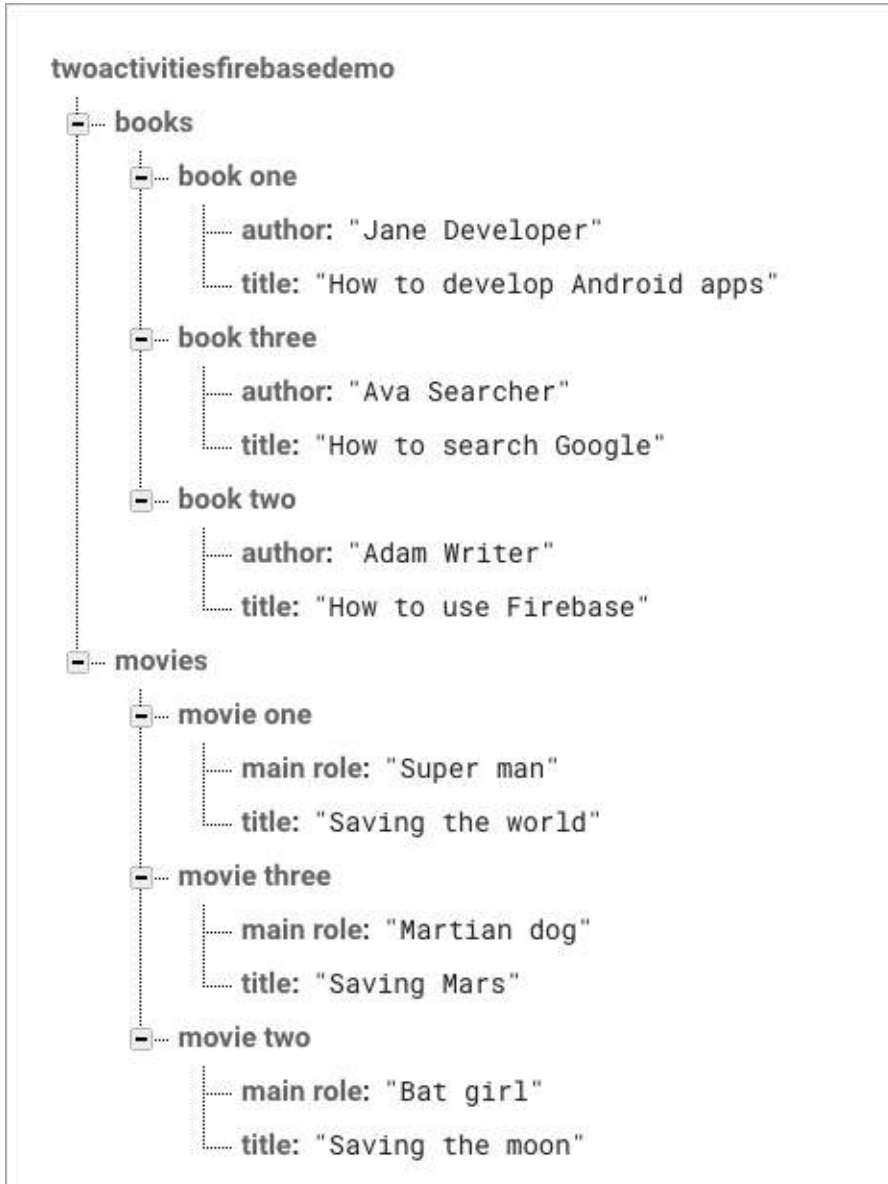 twoactivitiesfirebasedemo
books
book one
author: "Jane Developer"
title: "How to develop Android apps"
book three
author: "Ava Searcher"
title: "How to search Google"
book two
author: "Adam Writer"
title: "How to use Firebase"
movies
movie one
main role: "Super man"
title: "Saving the world"
movie three
main role: "Martian dog"
title: "Saving Mars"
movie two
main role: "Bat girl"
title: "Saving the moon"